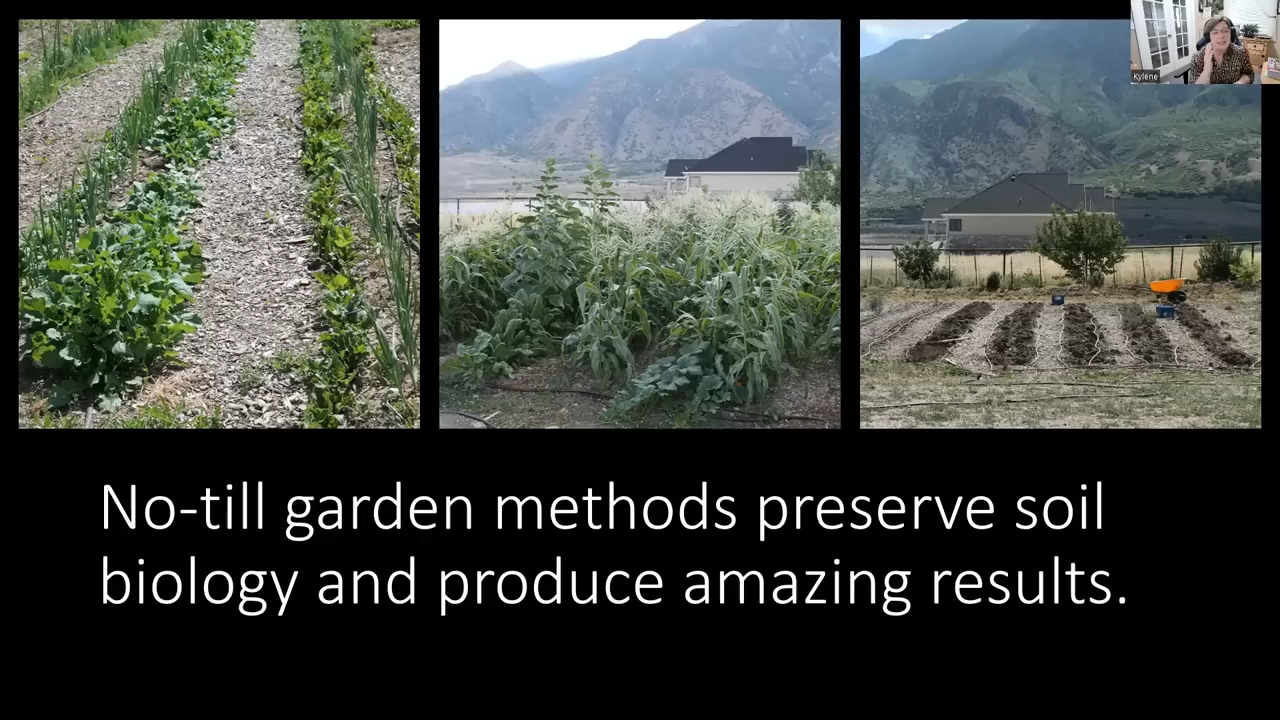 Kylene
No-till garden methods preserve soil
biology and produce amazing results.